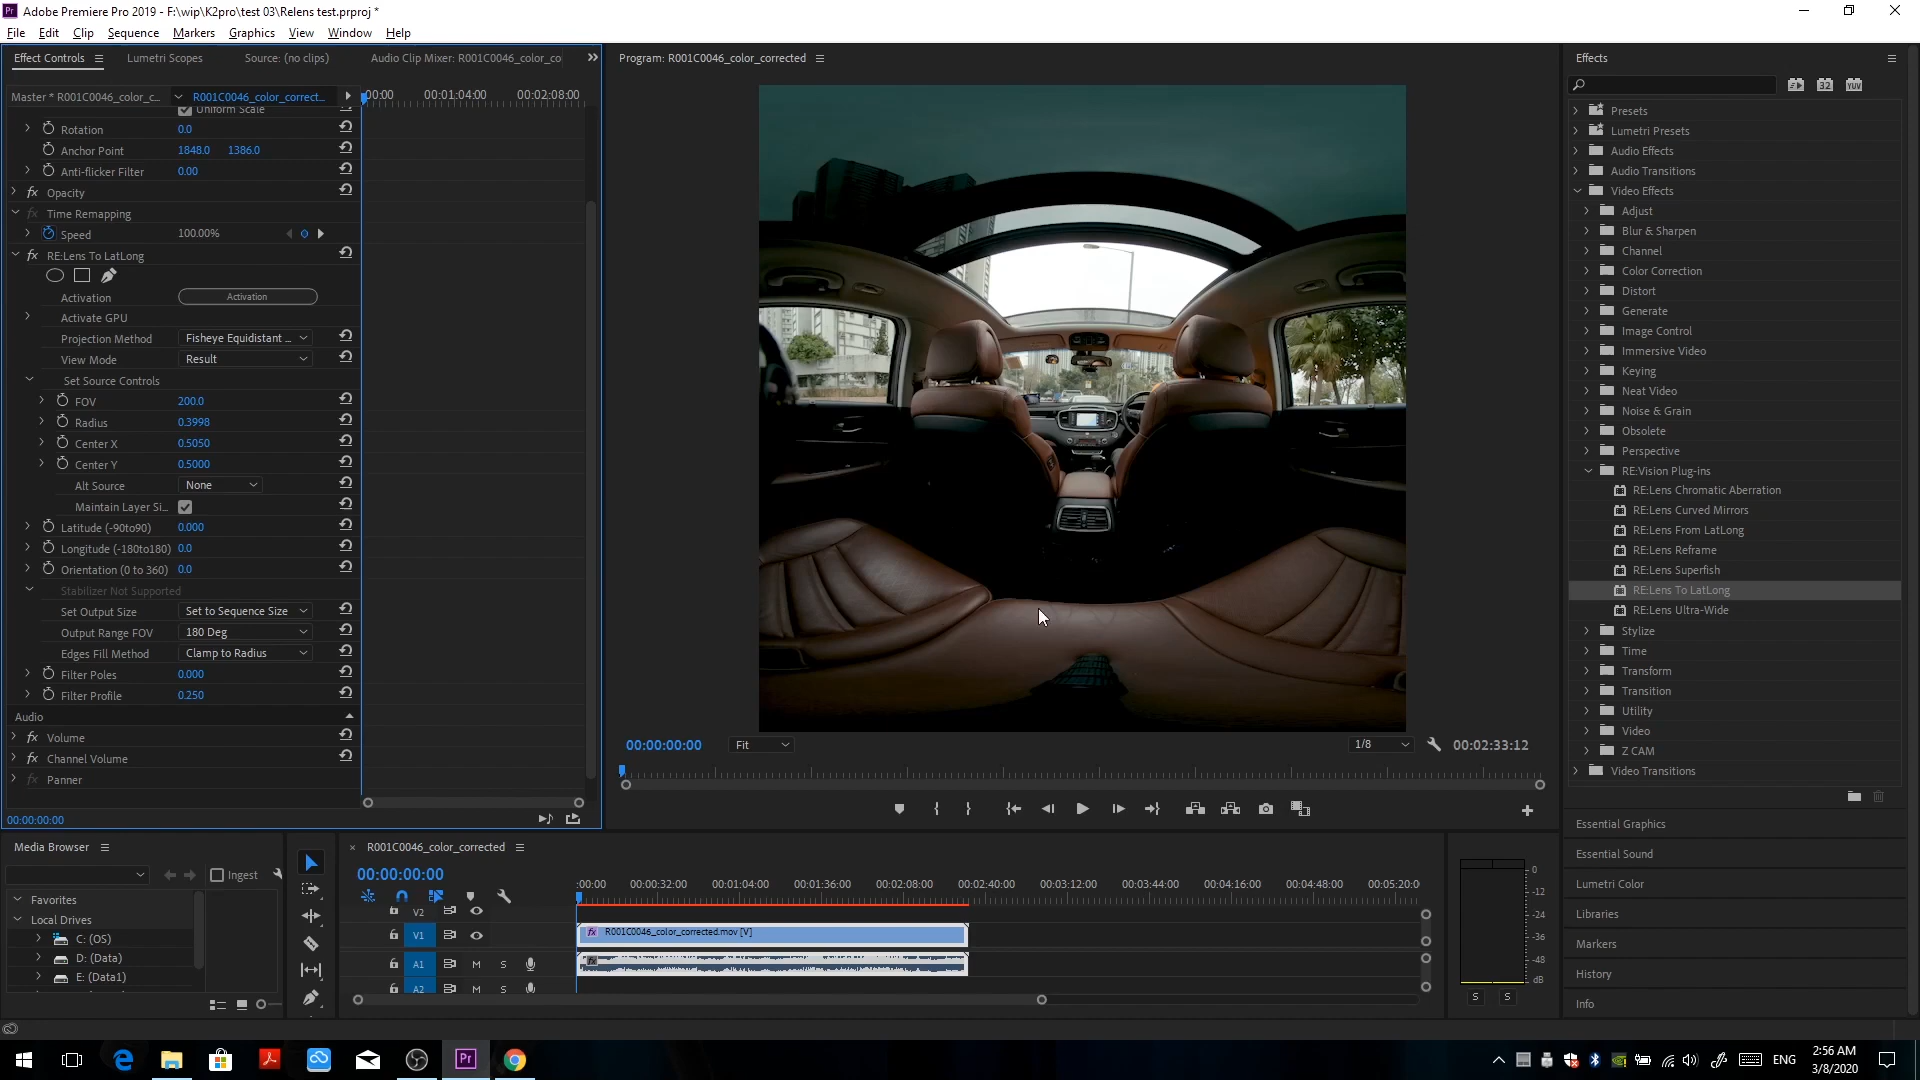 Adobe Premiere Pro 2019 - F:\wip\K2pro\test 03\Relens test.prproj *
File Edit Clip Sequence Markers Graphics View Window Help
Effect Controls Lumetri Scopes Source: (no clips) Audio Clip Mixer: R001C0046_color_co
Master * R001C0046_color_c... R001C0046_color_correct...
:00:00 00:01:04:00 00:02:08:00
Uniform Scale
Rotation 0.0
Anchor Point 1848.0 1386.0
Anti-flicker Filter 0.00
fx Opacity
fx Time Remapping
Speed 100.00%
fx RE:Lens To LatLong
Activation Activation
Activate GPU
Projection Method Fisheye Equidistant ...
View Mode Result
Set Source Controls
FOV 200.0
Radius 0.3998
Center X 0.5050
Center Y 0.5000
Alt Source None
Maintain Layer Si...
Latitude (-90to90) 0.000
Longitude (-180to180) 0.0
Orientation (0 to 360) 0.0
Stabilizer Not Supported
Set Output Size Set to Sequence Size
Output Range FOV 180 Deg
Edges Fill Method Clamp to Radius
Filter Poles 0.000
Filter Profile 0.250
Audio
fx Volume
fx Channel Volume
fx Panner
00:00:00:00
Program: R001C0046_color_corrected
00:00:00:00 Fit 1/8 00:02:33:12
Effects
32 YUV
Presets
Lumetri Presets
Audio Effects
Audio Transitions
Video Effects
Adjust
Blur & Sharpen
Channel
Color Correction
Distort
Generate
Image Control
Immersive Video
Keying
Neat Video
Noise & Grain
Obsolete
Perspective
RE:Vision Plug-ins
RE:Lens Chromatic Aberration
RE:Lens Curved Mirrors
RE:Lens From LatLong
RE:Lens Reframe
RE:Lens Superfish
RE:Lens To LatLong
RE:Lens Ultra-Wide
Stylize
Time
Transform
Transition
Utility
Video
Z CAM
Video Transitions
Essential Graphics
Essential Sound
Lumetri Color
Libraries
Markers
History
Info
Media Browser
Ingest
Favorites
Local Drives
C: (OS)
D: (Data)
E: (Data1)
× R001C0046_color_corrected
00:00:00:00
:00:00 00:00:32:00 00:01:04:00 00:01:36:00 00:02:08:00 00:02:40:00 00:03:12:00 00:03:44:00 00:04:16:00 00:04:48:00 00:05:20:0
V2
V1 fx R001C0046_color_corrected.mov [V]
A1 M S fx
A2 M S
0
-12
-24
-36
-48
dB
S S
Pr
ENG
2:56 AM
3/8/2020